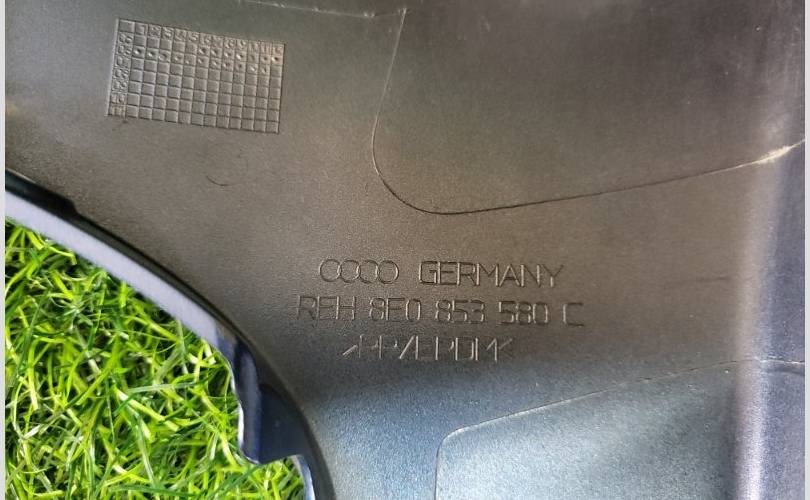 GERMANY
REH 8E0 853 580 C
>PP/EPDM<